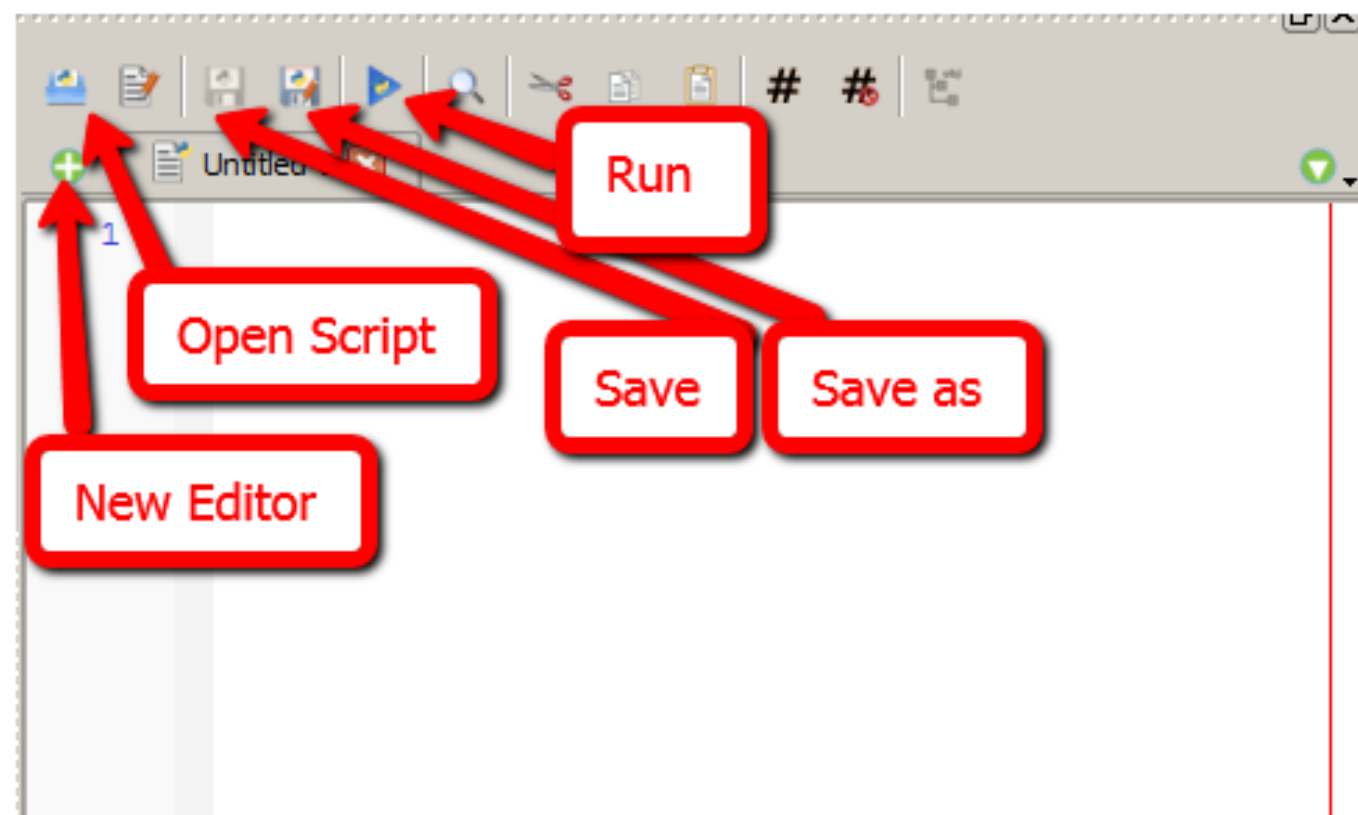 # #
Untitled
Run
1
Open Script
Save
Save as
New Editor